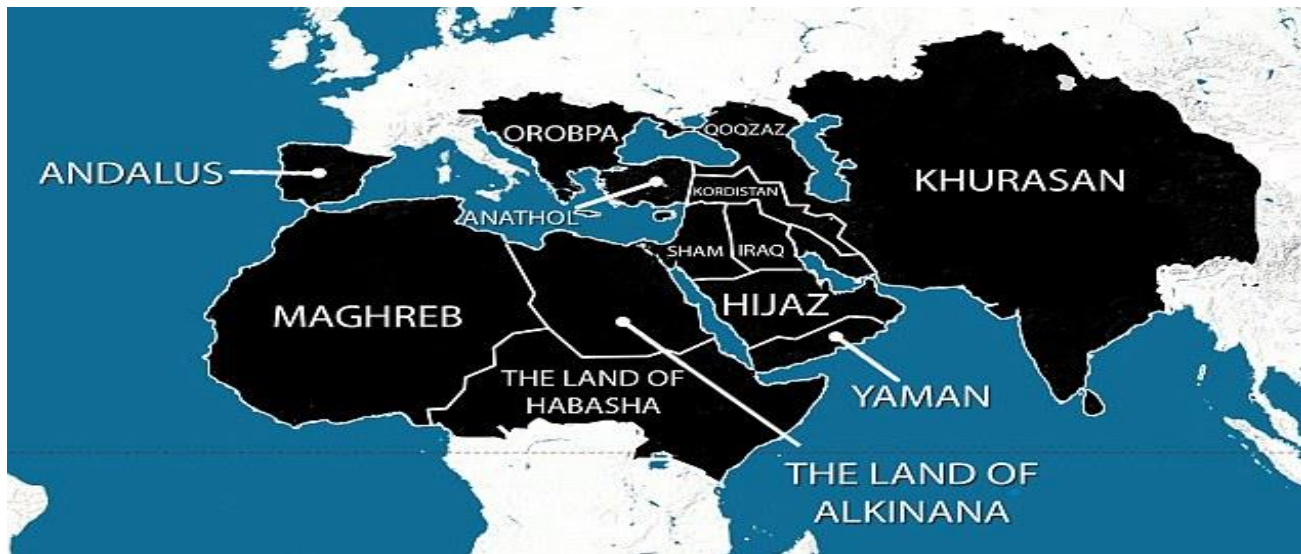 OROBPA
QOQZAZ
ANDALUS
KHURASAN
ANATHOL
KORDISTAN
SHAM
IRAQ
MAGHREB
HIJAZ
THE LAND OF
HABASHA
YAMAN
THE LAND OF
ALKINANA